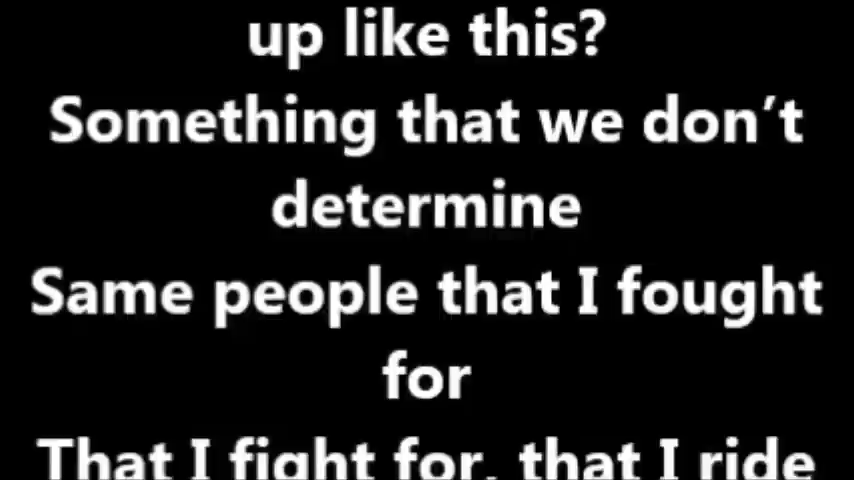 up like this?
Something that we don’t
determine
Same people that I fought
for
That I fight for, that I ride